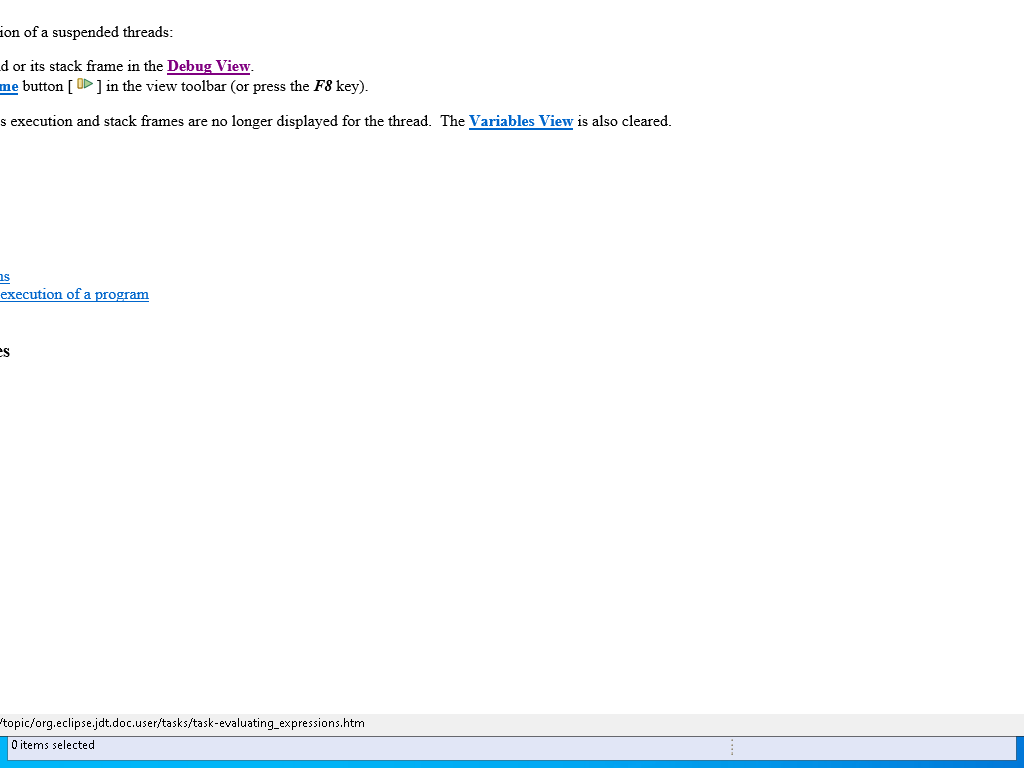 ion of a suspended threads:
d or its stack frame in the Debug View.
me button [ ] in the view toolbar (or press the F8 key).
s execution and stack frames are no longer displayed for the thread. The Variables View is also cleared.
ns
execution of a program
es
/topic/org.eclipse.jdt.doc.user/tasks/task-evaluating_expressions.htm
0 items selected